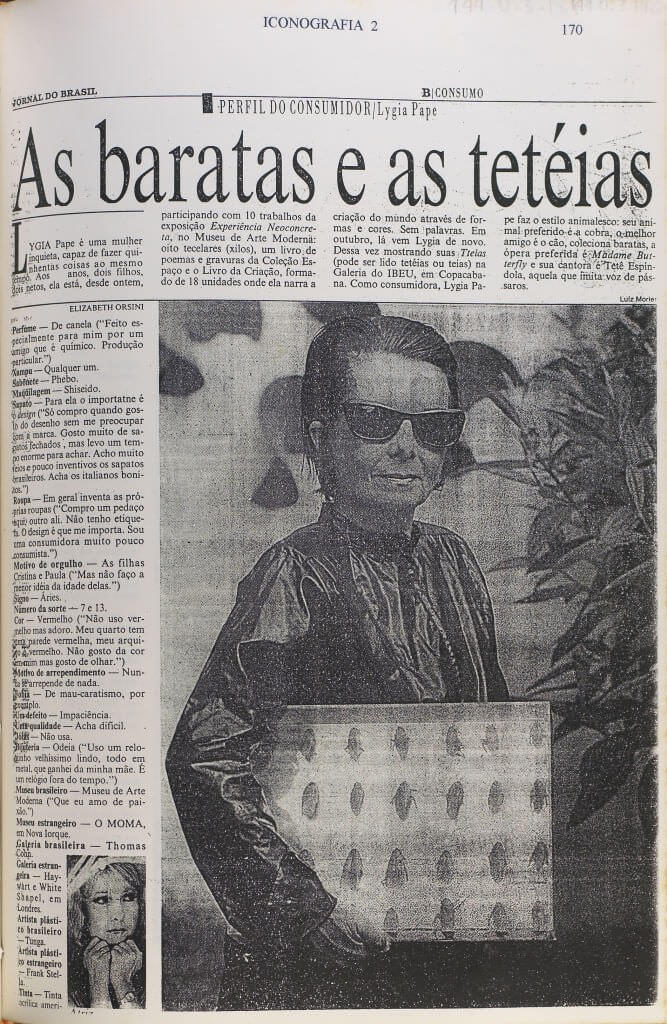 ICONOGRAFIA 2
170
JORNAL DO BRASIL
B|CONSUMO
PERFIL DO CONSUMIDOR/Lygia Pape
As baratas e as tetéias
LYGIA Pape é uma mulher
inquieta, capaz de fazer qui-
nhentas coisas ao mesmo
tempo. Aos anos, dois filhos,
dois netos, ela está, desde ontem,
participando com 10 trabalhos da
exposição Experiência Neoconcre-
ta, no Museu de Arte Moderna:
oito tecelares (xilos), um livro de
poemas e gravuras da Coleção Es-
paço e o Livro da Criação, forma-
do de 18 unidades onde ela narra a
criação do mundo através de for-
mas e cores. Sem palavras. Em
outubro, lá vem Lygia de novo.
Dessa vez mostrando suas Tteias
(pode ser lido tetéias ou teias) na
Galeria do IBEU, em Copacaba-
na. Como consumidora, Lygia Pa-
pe faz o estilo animalesco: seu ani-
mal preferido é a cobra, o melhor
amigo é o cão, coleciona baratas, a
ópera preferida é Madame But-
terfly e sua cantora é Tetê Espín-
dola, aquela que imita voz de pás-
saros.
Luiz Morier
ELIZABETH ORSINI
Perfume — De canela ("Feito es-
pecialmente para mim por um
amigo que é químico. Produção
particular.")
Xampu — Qualquer um.
Sabonete — Phebo.
Maquilagem — Shiseido.
Sapato — Para ela o importatne é
o design ("Só compro quando gos-
to do desenho sem me preocupar
com a marca. Gosto muito de sa-
patos fechados, mas levo um tem-
po enorme para achar. Acho muito
feios e pouco inventivos os sapatos
brasileiros. Acha os italianos boni-
tos.")
Roupa — Em geral inventa as pró-
prias roupas ("Compro um pedaço
aqui, outro ali. Não tenho etique-
ta. O design é que me importa. Sou
uma consumidora muito pouco
consumista.")
Motivo de orgulho — As filhas
Cristina e Paula ("Mas não faço a
menor idéia da idade delas.")
Signo — Áries.
Número da sorte — 7 e 13.
Cor — Vermelho ("Não uso ver-
melho mas adoro. Meu quarto tem
uma parede vermelha, meu arqui-
vo é vermelho. Não gosto da cor
em mim mas gosto de olhar.")
Motivo de arrependimento — Nun-
ca se arrepende de nada.
— De mau-caratismo, por
exemplo.
Um defeito — Impaciência.
Uma qualidade — Acha difícil.
Jóias — Não usa.
Bijuteria — Odeia ("Uso um relo-
ginho velhíssimo lindo, todo em
metal, que ganhei da minha mãe. É
um relógio fora do tempo.")
Museu brasileiro — Museu de Arte
Moderna ("Que eu amo de pai-
xão.")
Museu estrangeiro — O MOMA,
em Nova Iorque.
Galeria brasileira — Thomas
Cohn.
Galeria estran-
geira — Hay-
wart e White
Shapel, em
Londres.
Artista plásti-
co brasileiro
— Tunga.
Artista plásti-
co estrangeiro
— Frank Stel-
la.
Tinta — Tinta
acrílica ameri-